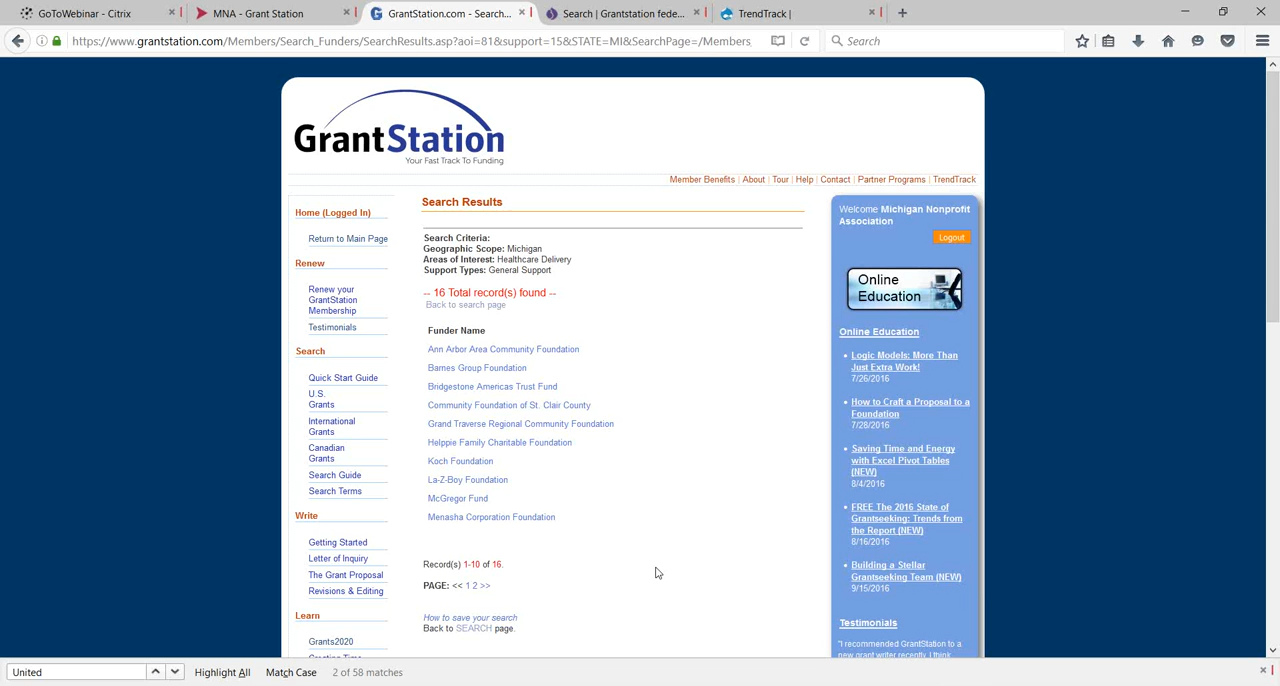 GoToWebinar - Citrix
MNA - Grant Station
GrantStation.com - Search...
Search | Grantstation fede...
TrendTrack |
https://www.grantstation.com/Members/Search_Funders/SearchResults.asp?aoi=81&support=15&STATE=MI&SearchPage=/Members
Search
GrantStation
Your Fast Track To Funding
Member Benefits | About | Tour | Help | Contact | Partner Programs | TrendTrack
Home (Logged In)
Return to Main Page
Renew
Renew your
GrantStation
Membership
Testimonials
Search
Quick Start Guide
U.S.
Grants
International
Grants
Canadian
Grants
Search Guide
Search Terms
Write
Getting Started
Letter of Inquiry
The Grant Proposal
Revisions & Editing
Learn
Grants2020
Search Results
Search Criteria:
Geographic Scope: Michigan
Areas of Interest: Healthcare Delivery
Support Types: General Support
-- 16 Total record(s) found --
Back to search page
Funder Name
Ann Arbor Area Community Foundation
Barnes Group Foundation
Bridgestone Americas Trust Fund
Community Foundation of St. Clair County
Grand Traverse Regional Community Foundation
Helppie Family Charitable Foundation
Koch Foundation
La-Z-Boy Foundation
McGregor Fund
Menasha Corporation Foundation
Record(s) 1-10 of 16.
PAGE: << 1 2 >>
How to save your search
Back to SEARCH page.
Welcome Michigan Nonprofit
Association
Logout
Online
Education
Online Education
• Logic Models: More Than
Just Extra Work!
7/26/2016
• How to Craft a Proposal to a
Foundation
7/28/2016
• Saving Time and Energy
with Excel Pivot Tables
(NEW)
8/4/2016
• FREE The 2016 State of
Grantseeking: Trends from
the Report (NEW)
8/16/2016
• Building a Stellar
Grantseeking Team (NEW)
9/15/2016
Testimonials
"I recommended GrantStation to a
new grant writer recently. I think
United
Highlight All
Match Case
2 of 58 matches